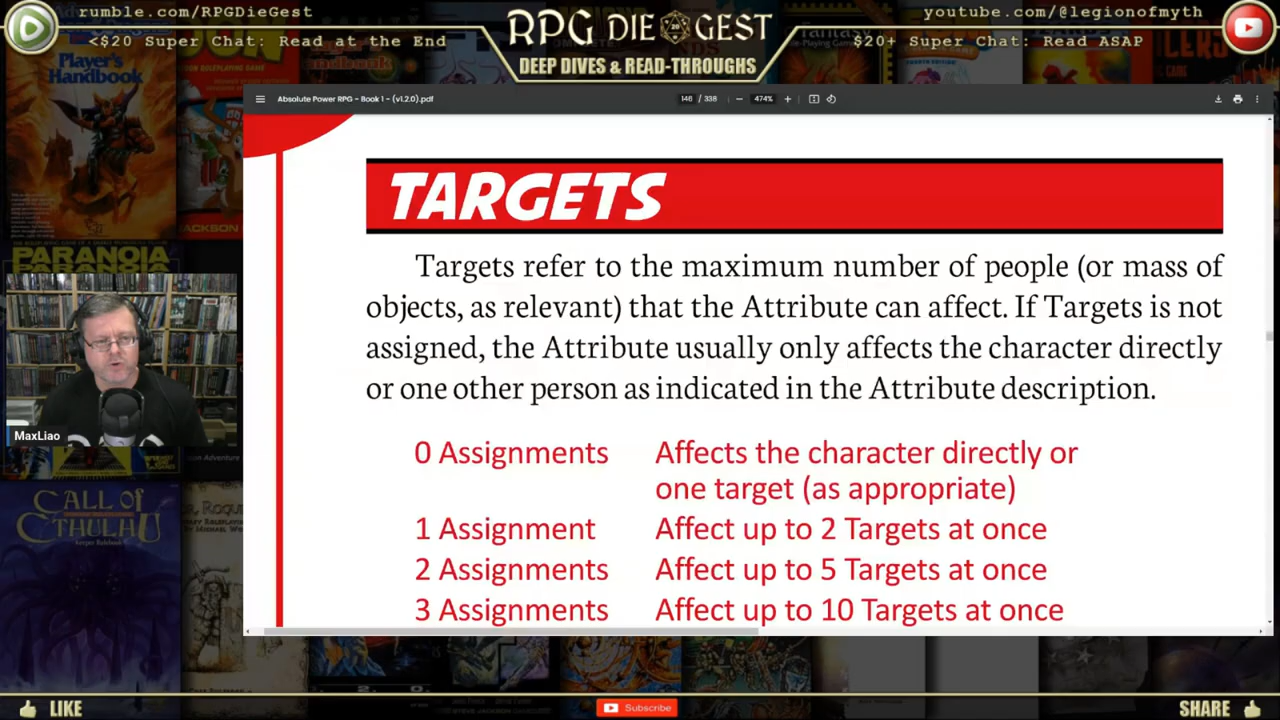 rumble.com/RPGDieGest
<$20 Super Chat: Read at the End
RPG DIE GEST
DEEP DIVES & READ-THROUGHS
youtube.com/@legionofmyth
$20+ Super Chat: Read ASAP
Player's
Handbook
PARANOIA
Absolute Power RPG - Book 1 - (v1.2.0).pdf
146 / 338
474%
TARGETS
Targets refer to the maximum number of people (or mass of
objects, as relevant) that the Attribute can affect. If Targets is not
assigned, the Attribute usually only affects the character directly
or one other person as indicated in the Attribute description.
0 Assignments Affects the character directly or
one target (as appropriate)
1 Assignment Affect up to 2 Targets at once
2 Assignments Affect up to 5 Targets at once
3 Assignments Affect up to 10 Targets at once
MaxLiao
CALL OF
CTHULHU
LIKE
Subscribe
SHARE